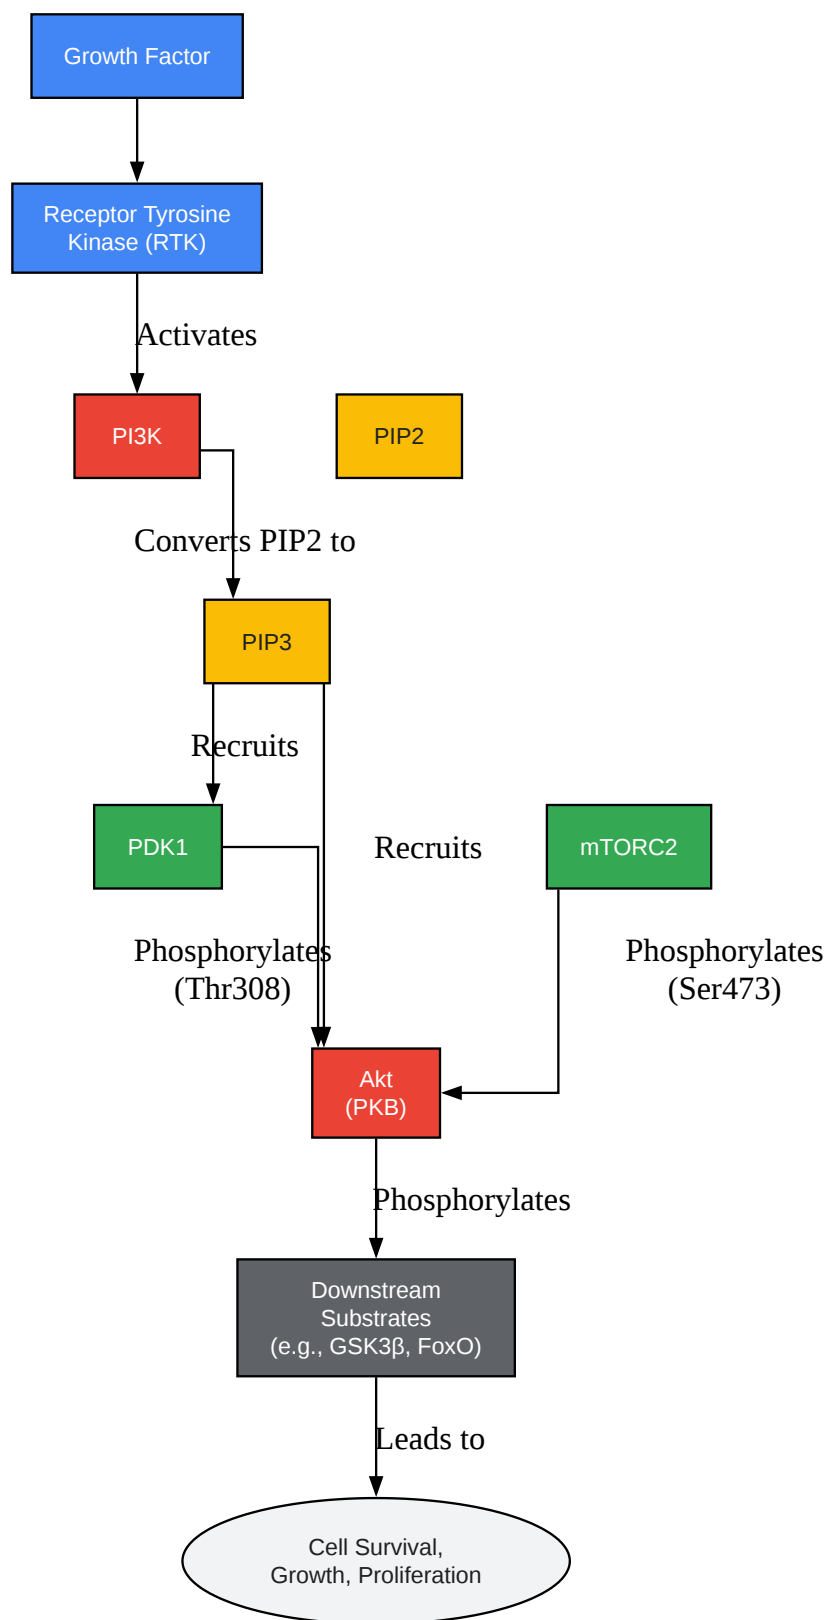 Growth Factor
Receptor Tyrosine
Kinase (RTK)
Activates
PI3K
PIP2
Converts PIP2 to
PIP3
Recruits
PDK1
Recruits
mTORC2
Phosphorylates
(Thr308)
Phosphorylates
(Ser473)
Akt
(PKB)
Phosphorylates
Downstream
Substrates
(e.g., GSK3β, FoxO)
Leads to
Cell Survival,
Growth, Proliferation